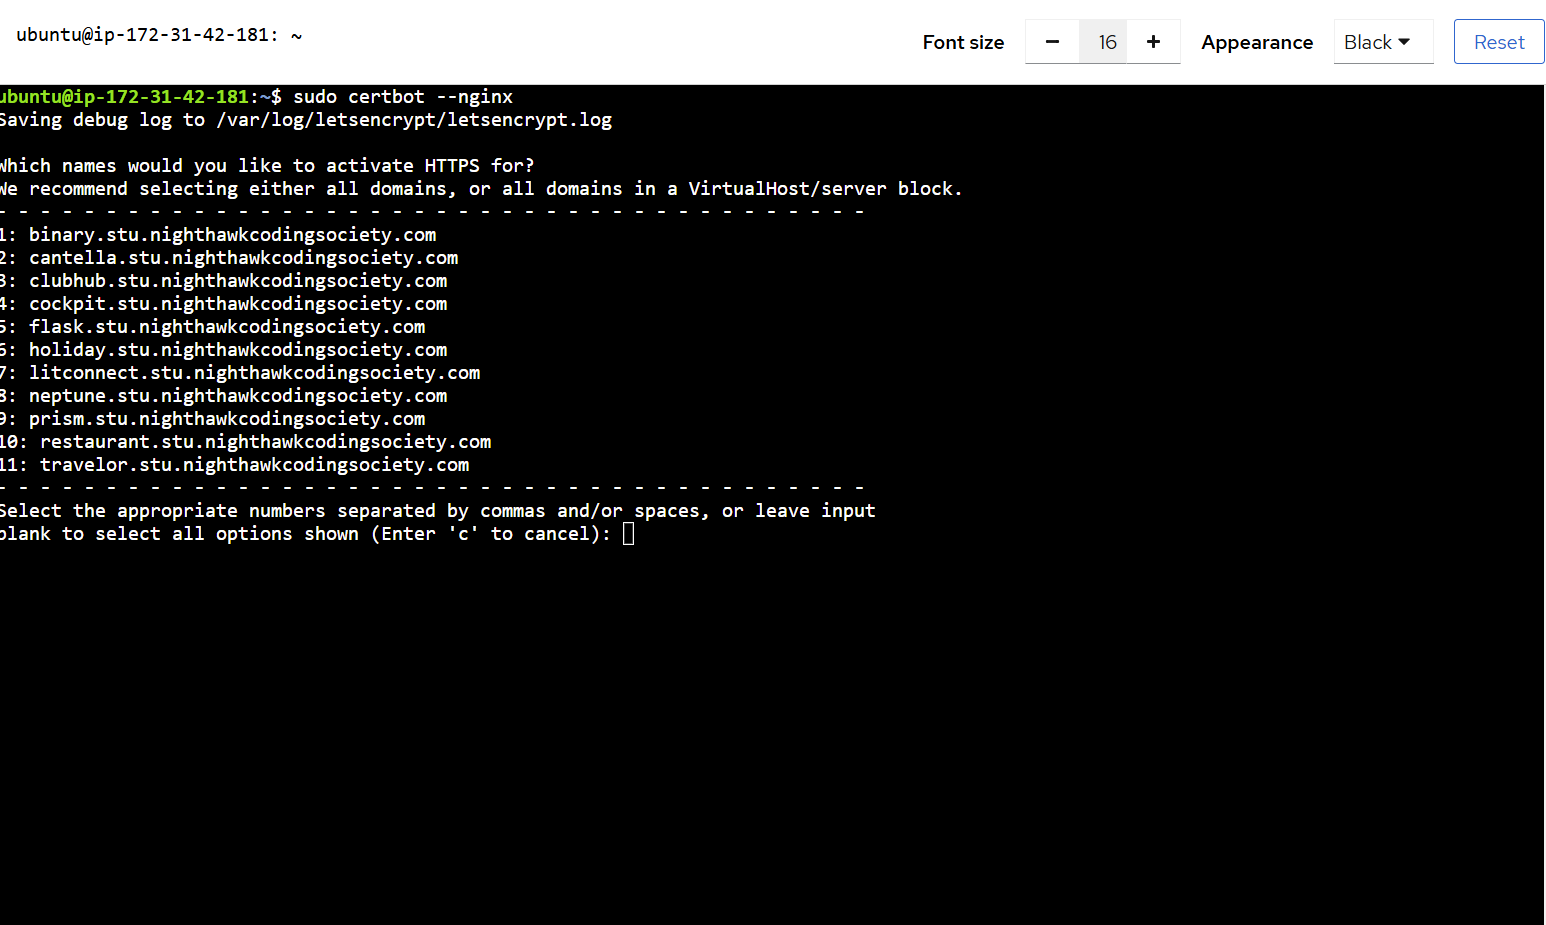 ubuntu@ip-172-31-42-181: ~
Font size − 16 + Appearance Black Reset
ubuntu@ip-172-31-42-181:~$ sudo certbot --nginx
Saving debug log to /var/log/letsencrypt/letsencrypt.log
Which names would you like to activate HTTPS for?
We recommend selecting either all domains, or all domains in a VirtualHost/server block.
- - - - - - - - - - - - - - - - - - - - - - - - - - - - - - - - - - - - - - - -
1: binary.stu.nighthawkcodingsociety.com
2: cantella.stu.nighthawkcodingsociety.com
3: clubhub.stu.nighthawkcodingsociety.com
4: cockpit.stu.nighthawkcodingsociety.com
5: flask.stu.nighthawkcodingsociety.com
6: holiday.stu.nighthawkcodingsociety.com
7: litconnect.stu.nighthawkcodingsociety.com
8: neptune.stu.nighthawkcodingsociety.com
9: prism.stu.nighthawkcodingsociety.com
10: restaurant.stu.nighthawkcodingsociety.com
11: travelor.stu.nighthawkcodingsociety.com
- - - - - - - - - - - - - - - - - - - - - - - - - - - - - - - - - - - - - - - -
Select the appropriate numbers separated by commas and/or spaces, or leave input
blank to select all options shown (Enter 'c' to cancel):